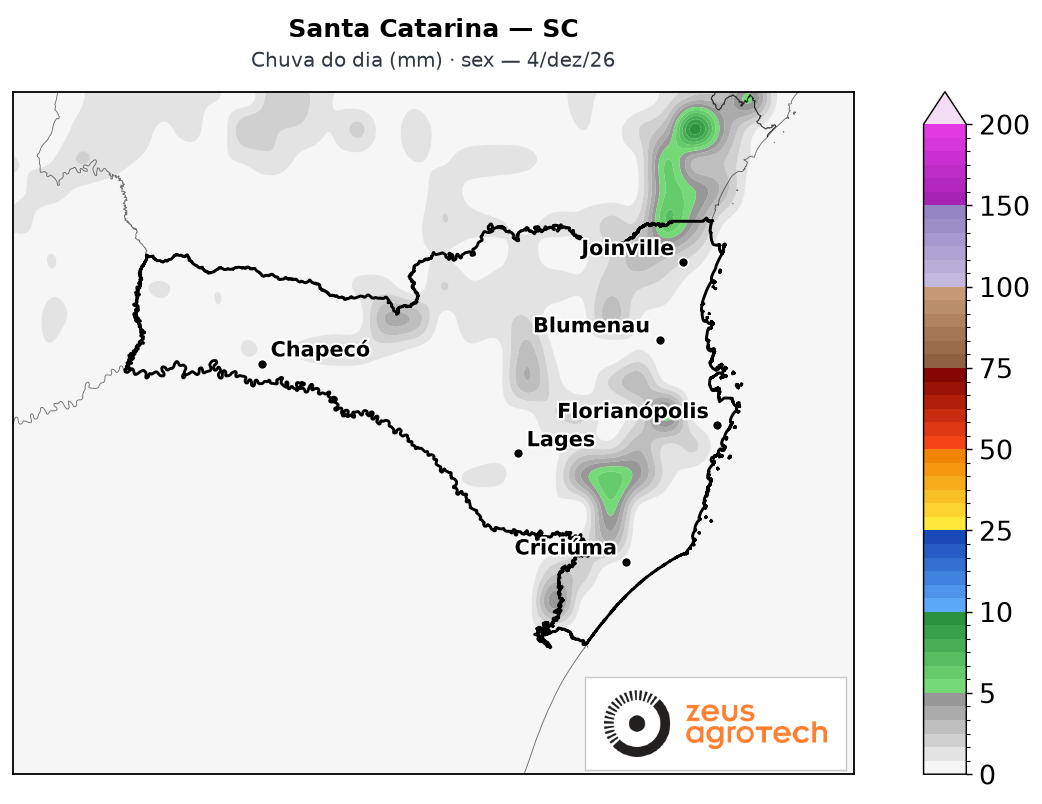 Santa Catarina — SC
Chuva do dia (mm) · sex — 4/dez/26
Joinville
Blumenau
Chapecó
Florianópolis
Lages
Criciúma
200
150
100
75
50
25
10
5
0
zeus
agrotech